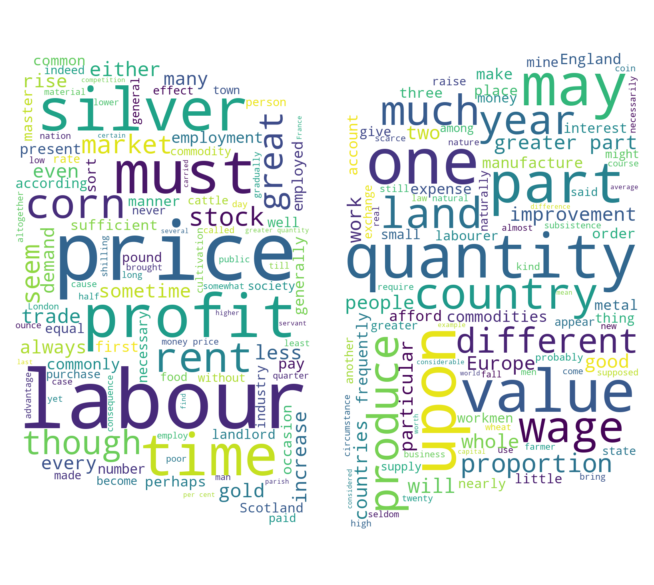 common
indeed
competition
material
lower
either
rise
many
effect
town
person
master
silver
general
nation
certain
France
present
low
rate
market
employment
commodity
great
employed
even
sort
must
according
corn
manner
never
cattle
day
called
gradually
stock
well
altogether
sufficient
greater quantity
generally
seem
demand
price
several
shilling
pound
brought
long
cultivation
public
till
London
cause
half
sometime
somewhat
society
ounce
trade
equal
profit
higher
servant
always
first
necessary
money price
least
last
commonly
purchase
case
rent
less
pay
quarter
food
without
industry
advantage
yet
labour
consequence
find
employ
landlord
occasion
increase
though
time
poor
man
parish
every
number
made
become
perhaps
per cent
gold
Scotland
paid
mine
England
coin
may
raise
make
place
money
three
necessarily
much
year
interest
give
two
among
greater part
scarce
nature
account
one
manufacture
might
course
exchange
still
expense
part
said
average
law
natural
naturally
real
land
improvement
difference
almost
subsistence
work
small
labourer
order
quantity
kind
require
people
country
mean
metal
afford
commodities
appear
new
thing
greater
example
different
another
frequently
produce
upon
particular
considerable
Europe
probably
good
supposed
world
fall
men
come
value
circumstance
countries
workmen
wheat
wage
worth
whole
business
capital
use
farmer
state
supply
proportion
bring
considered
will
nearly
little
twenty
seldom
high